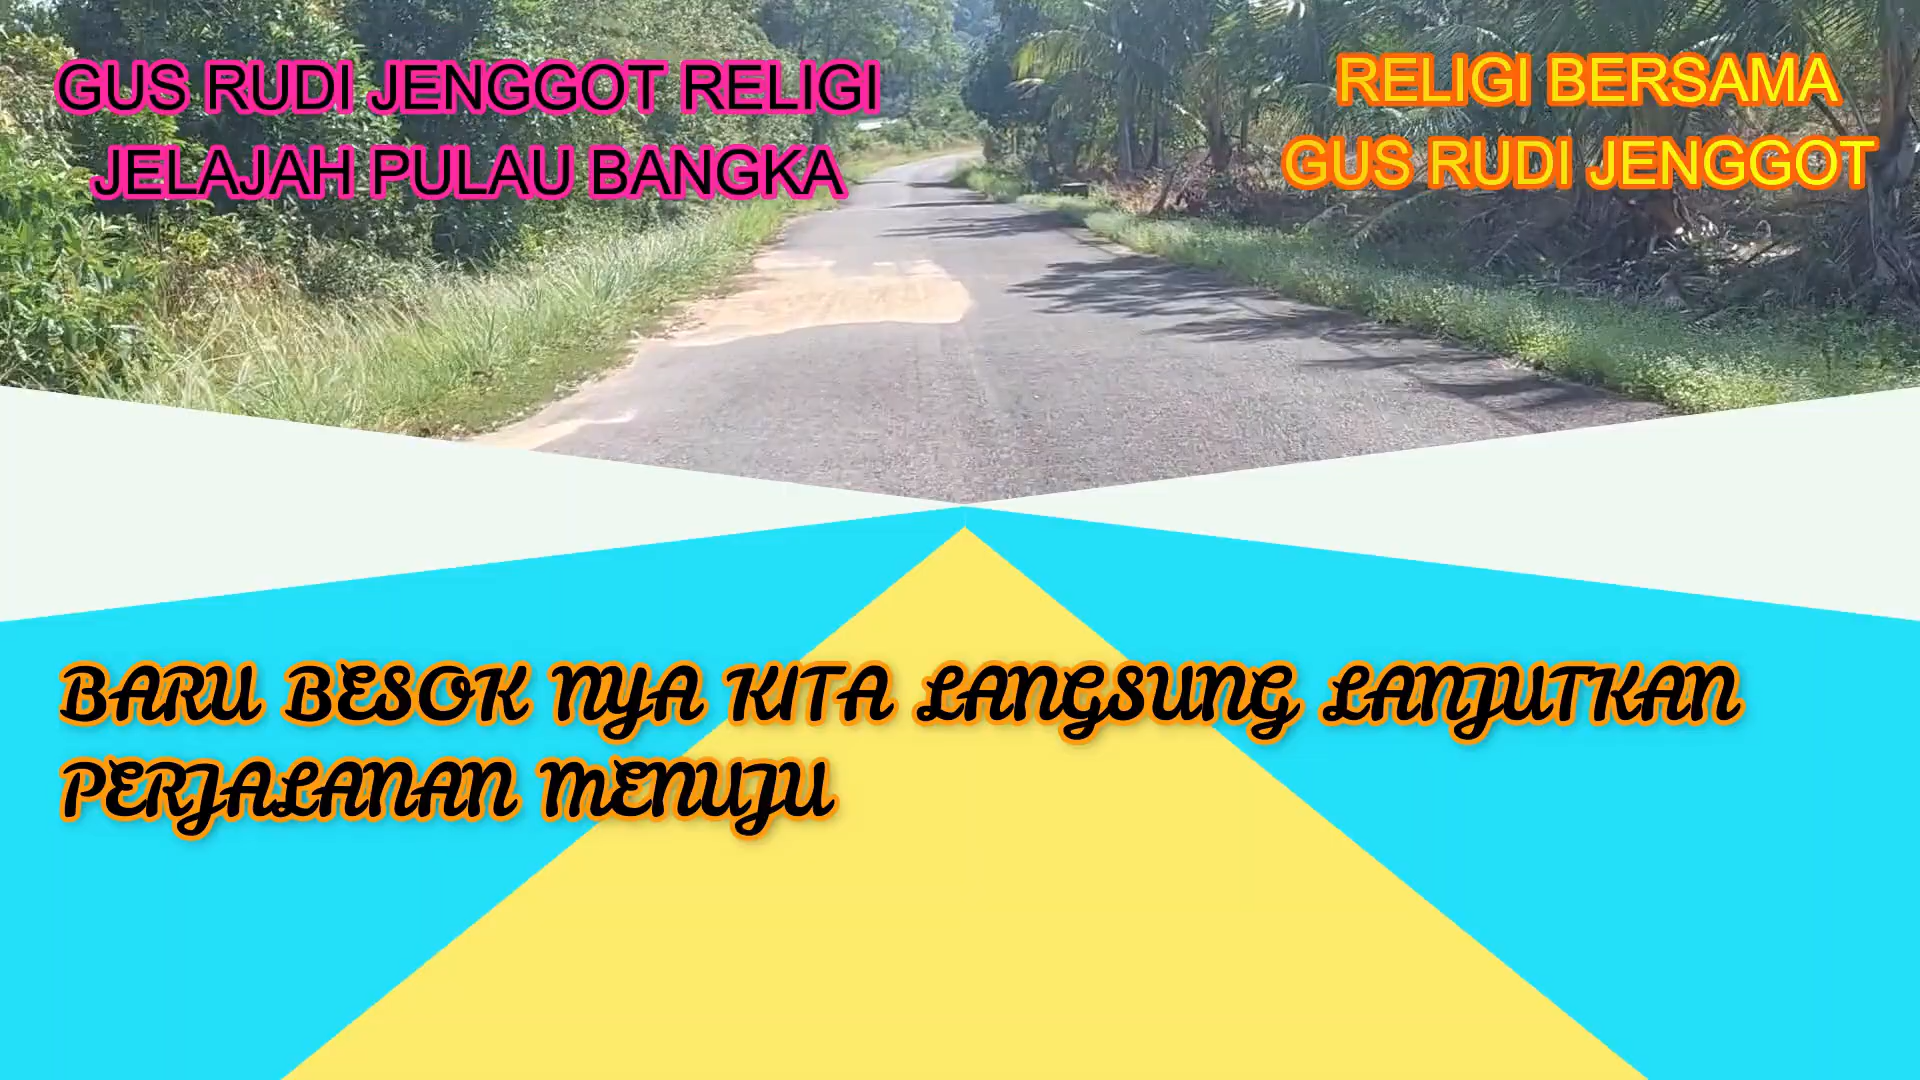 GUS RUDI JENGGOT RELIGI
JELAJAH PULAU BANGKA
RELIGI BERSAMA
GUS RUDI JENGGOT
BARU BESOK NYA KITA LANGSUNG LANJUTKAN
PERJALANAN MENUJU